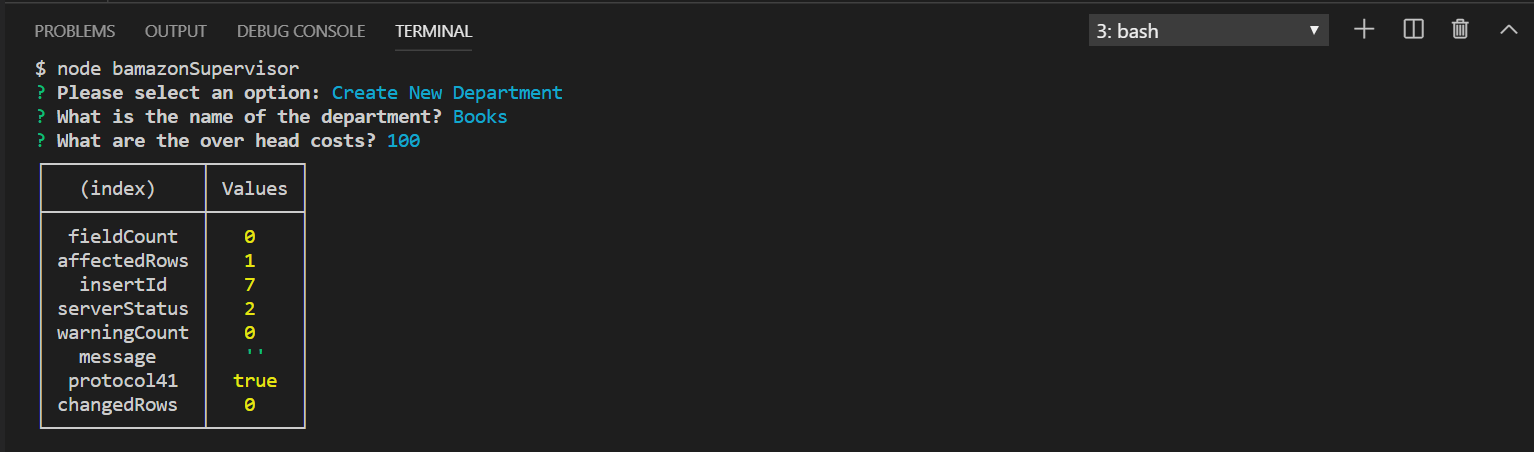 PROBLEMS OUTPUT DEBUG CONSOLE TERMINAL 3: bash
$ node bamazonSupervisor
? Please select an option: Create New Department
? What is the name of the department? Books
? What are the over head costs? 100
(index) Values
fieldCount 0
affectedRows 1
insertId 7
serverStatus 2
warningCount 0
message ''
protocol41 true
changedRows 0